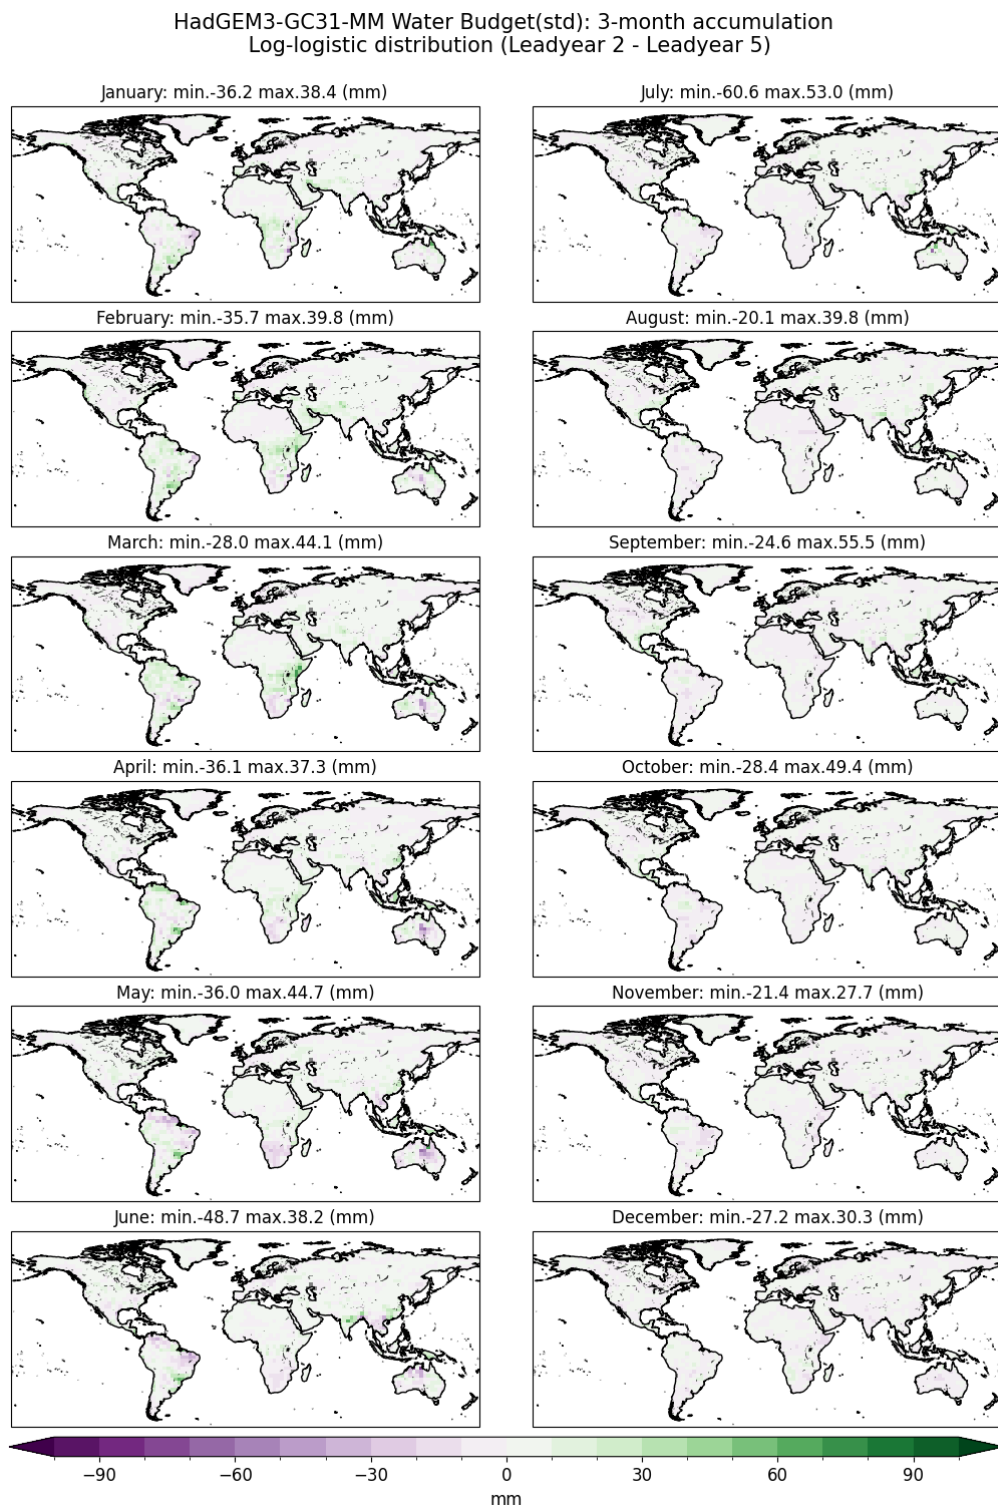 HadGEM3-GC31-MM Water Budget(std): 3-month accumulation
Log-logistic distribution (Leadyear 2 - Leadyear 5)
January: min.-36.2 max.38.4 (mm)
July: min.-60.6 max.53.0 (mm)
February: min.-35.7 max.39.8 (mm)
August: min.-20.1 max.39.8 (mm)
March: min.-28.0 max.44.1 (mm)
September: min.-24.6 max.55.5 (mm)
April: min.-36.1 max.37.3 (mm)
October: min.-28.4 max.49.4 (mm)
May: min.-36.0 max.44.7 (mm)
November: min.-21.4 max.27.7 (mm)
June: min.-48.7 max.38.2 (mm)
December: min.-27.2 max.30.3 (mm)
−90 −60 −30 0 30 60 90
mm